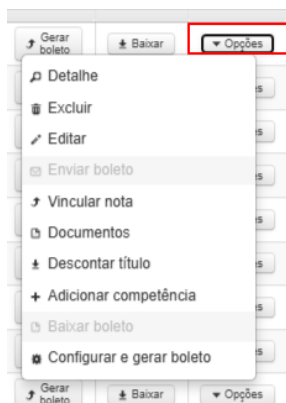 Gerar boleto
Baixar
Opções
Detalhe
Excluir
Editar
Enviar boleto
Vincular nota
Documentos
Descontar título
Adicionar competência
Baixar boleto
Configurar e gerar boleto
Gerar boleto
Baixar
Opções